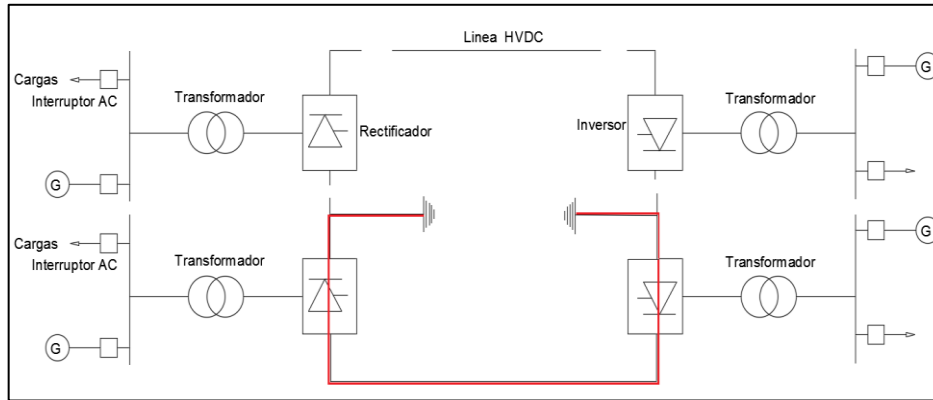 Linea HVDC
Cargas
Interruptor AC
Transformador
Rectificador
Inversor
Transformador
G
G
Cargas
Interruptor AC
Transformador
Transformador
G
G